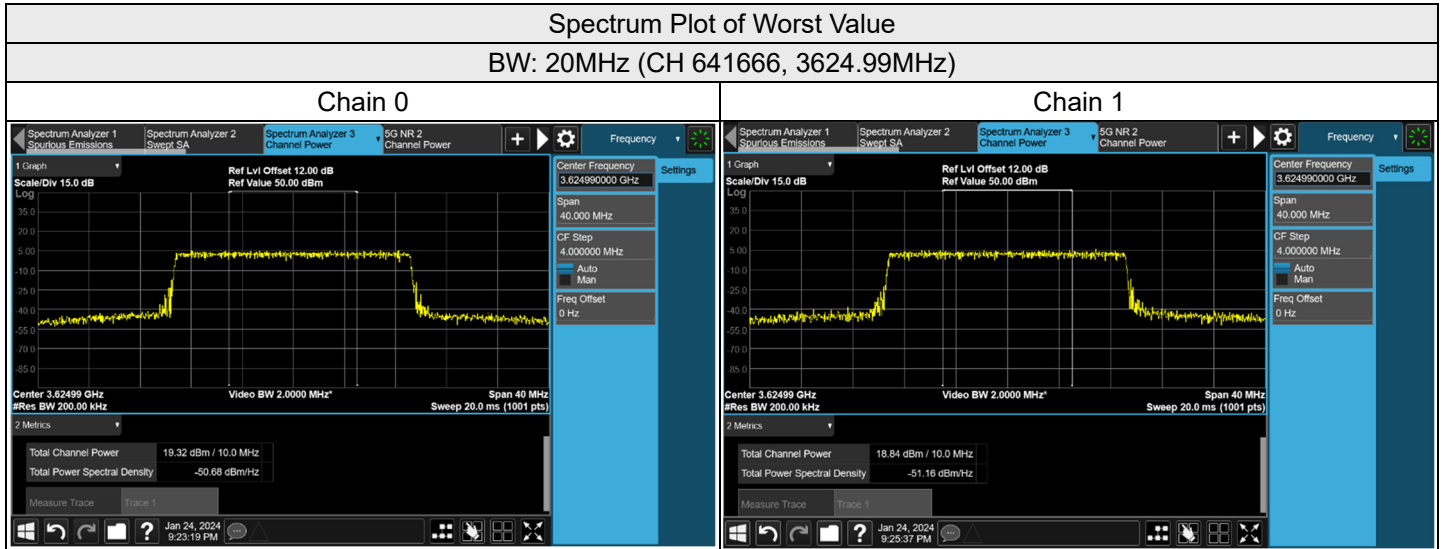 Spectrum Plot of Worst Value
BW: 20MHz (CH 641666, 3624.99MHz)
Chain 0
Chain 1
Spectrum Analyzer 1
Spurious Emissions
Spectrum Analyzer 2
Swept SA
Spectrum Analyzer 3
Channel Power
5G NR 2
Channel Power
+
Frequency
1 Graph
Scale/Div 15.0 dB
Ref Lvl Offset 12.00 dB
Ref Value 50.00 dBm
Log
35.0
20.0
5.00
-10.0
-25.0
-40.0
-55.0
-70.0
-85.0
Center 3.62499 GHz
#Res BW 200.00 kHz
Video BW 2.0000 MHz*
Span 40 MHz
Sweep 20.0 ms (1001 pts)
Center Frequency
3.624990000 GHz
Settings
Span
40.000 MHz
CF Step
4.000000 MHz
Auto
Man
Freq Offset
0 Hz
2 Metrics
Total Channel Power 19.32 dBm / 10.0 MHz
Total Power Spectral Density -50.68 dBm/Hz
Measure Trace Trace 1
?
Jan 24, 2024
9:23:19 PM
Spectrum Analyzer 1
Spurious Emissions
Spectrum Analyzer 2
Swept SA
Spectrum Analyzer 3
Channel Power
5G NR 2
Channel Power
+
Frequency
1 Graph
Scale/Div 15.0 dB
Ref Lvl Offset 12.00 dB
Ref Value 50.00 dBm
Log
35.0
20.0
5.00
-10.0
-25.0
-40.0
-55.0
-70.0
-85.0
Center 3.62499 GHz
#Res BW 200.00 kHz
Video BW 2.0000 MHz*
Span 40 MHz
Sweep 20.0 ms (1001 pts)
Center Frequency
3.624990000 GHz
Settings
Span
40.000 MHz
CF Step
4.000000 MHz
Auto
Man
Freq Offset
0 Hz
2 Metrics
Total Channel Power 18.84 dBm / 10.0 MHz
Total Power Spectral Density -51.16 dBm/Hz
Measure Trace Trace 1
?
Jan 24, 2024
9:25:37 PM